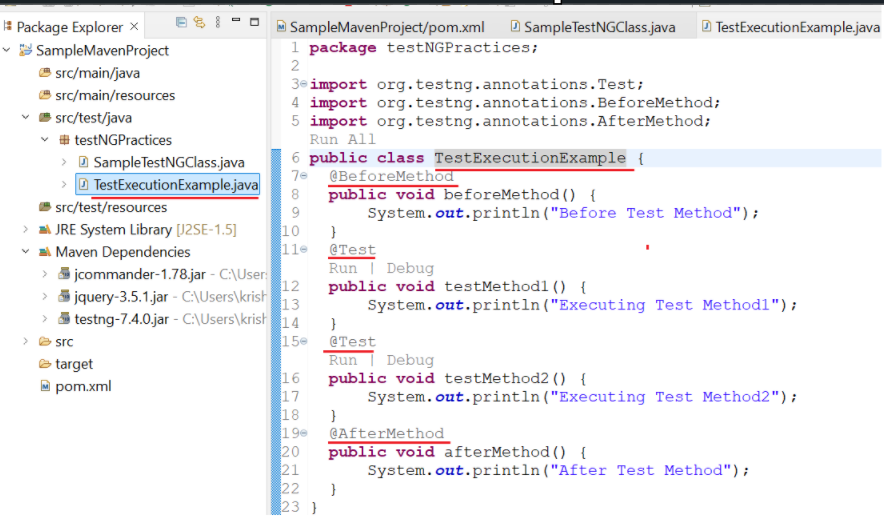 Package Explorer
SampleMavenProject
src/main/java
src/main/resources
src/test/java
testNGPractices
SampleTestNGClass.java
TestExecutionExample.java
src/test/resources
JRE System Library [J2SE-1.5]
Maven Dependencies
jcommander-1.78.jar - C:\User
jquery-3.5.1.jar - C:\Users\krish
testng-7.4.0.jar - C:\Users\krish
src
target
pom.xml
SampleMavenProject/pom.xml SampleTestNGClass.java TestExecutionExample.java
1 package testNGPractices;
2
3 import org.testng.annotations.Test;
4 import org.testng.annotations.BeforeMethod;
5 import org.testng.annotations.AfterMethod;
Run All
6 public class TestExecutionExample {
7 @BeforeMethod
8 public void beforeMethod() {
9 System.out.println("Before Test Method");
10 }
11 @Test
Run | Debug
12 public void testMethod1() {
13 System.out.println("Executing Test Method1");
14 }
15 @Test
Run | Debug
16 public void testMethod2() {
17 System.out.println("Executing Test Method2");
18 }
19 @AfterMethod
20 public void afterMethod() {
21 System.out.println("After Test Method");
22 }
23 }